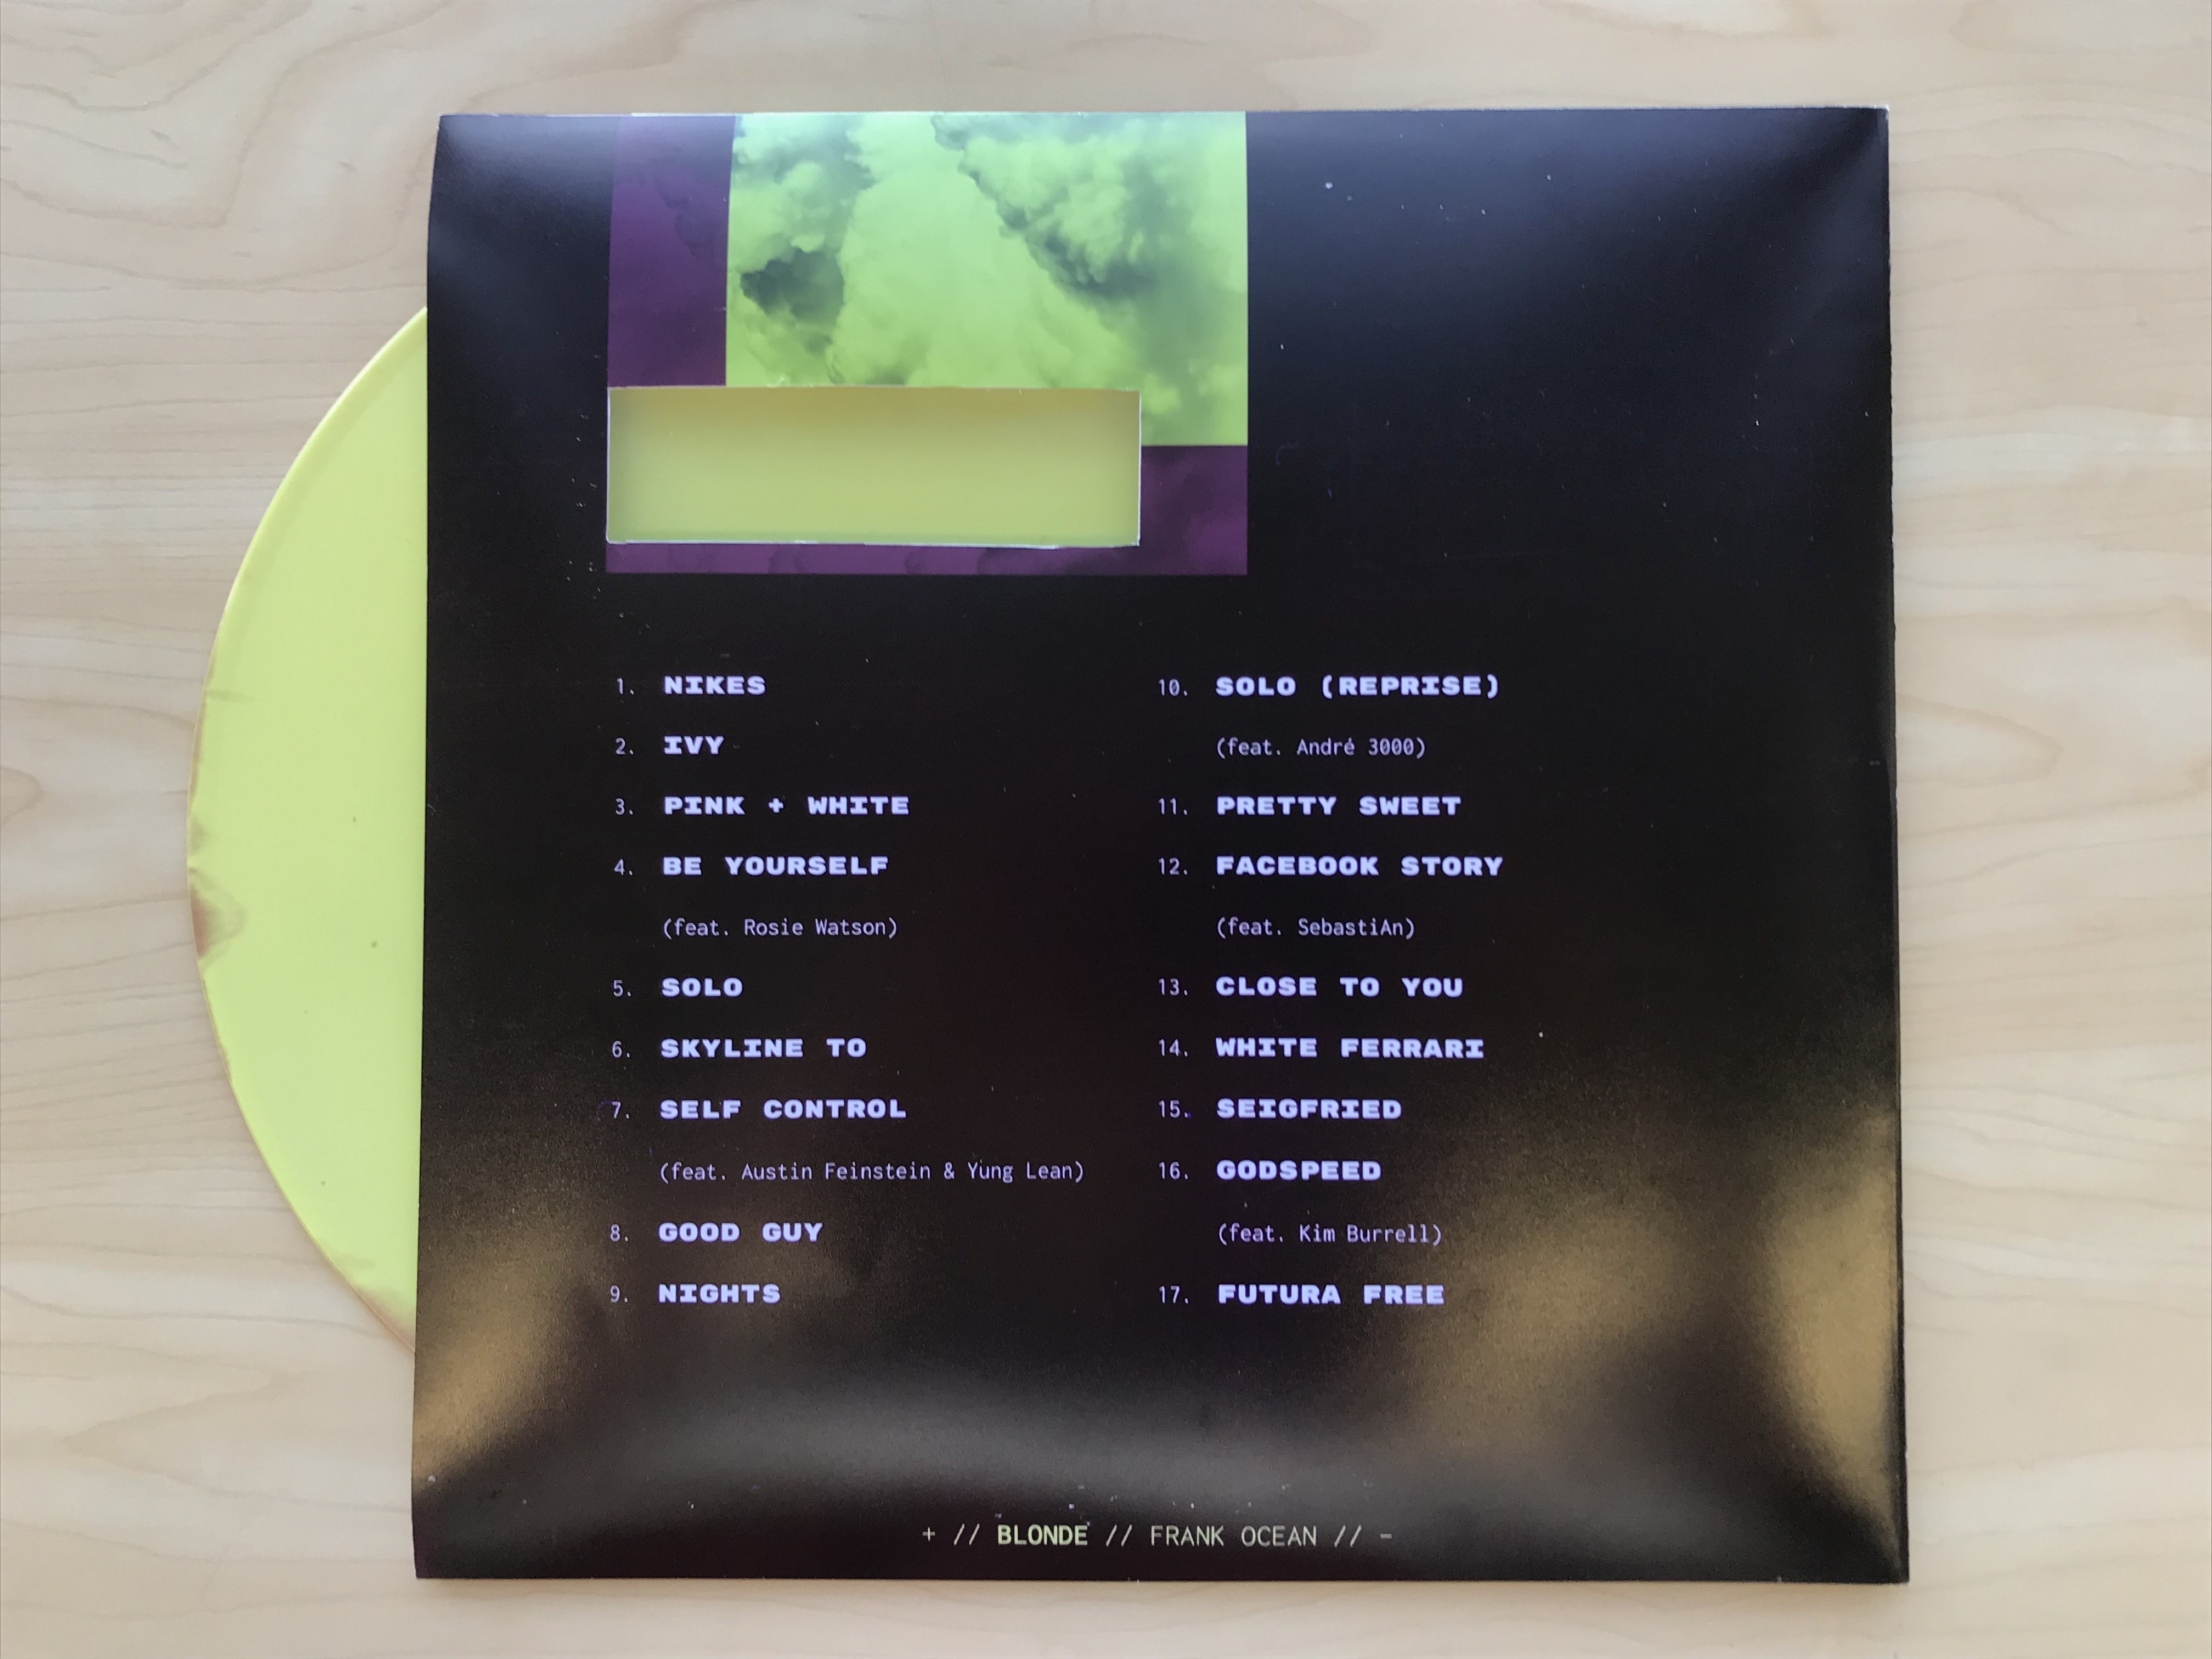 1. NIKES
2. IVY
3. PINK + WHITE
4. BE YOURSELF
(feat. Rosie Watson)
5. SOLO
6. SKYLINE TO
7. SELF CONTROL
(feat. Austin Feinstein & Yung Lean)
8. GOOD GUY
9. NIGHTS
10. SOLO (REPRISE)
(feat. André 3000)
11. PRETTY SWEET
12. FACEBOOK STORY
(feat. SebastiAn)
13. CLOSE TO YOU
14. WHITE FERRARI
15. SEIGFRIED
16. GODSPEED
(feat. Kim Burrell)
17. FUTURA FREE
+ // BLONDE // FRANK OCEAN // -